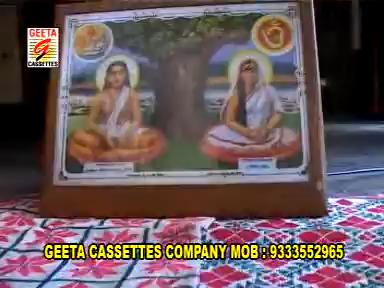 GEETA
G
CASSETTES
GEETA CASSETTES COMPANY MOB : 9333552965